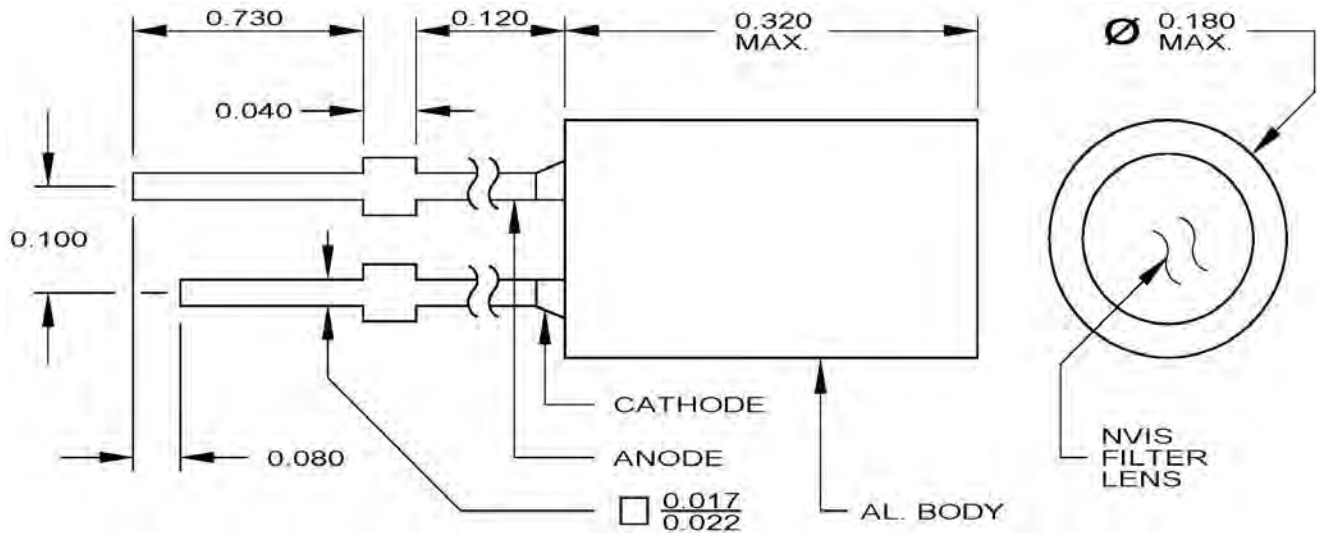 0.730
0.120
0.320
MAX.
Ø 0.180
MAX.
0.040
0.100
0.080
CATHODE
ANODE
0.017
0.022
AL. BODY
NVIS
FILTER
LENS